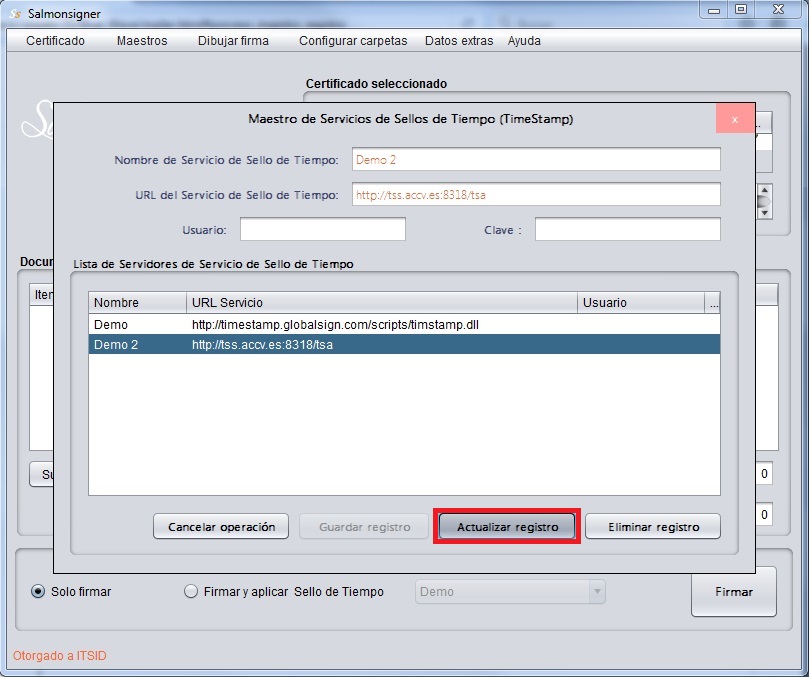 Salmonsigner
Certificado Maestros Dibujar firma Configurar carpetas Datos extras Ayuda
Certificado seleccionado
Maestro de Servicios de Sellos de Tiempo (TimeStamp) x
Nombre de Servicio de Sello de Tiempo: Demo 2
URL del Servicio de Sello de Tiempo: http://tss.accv.es:8318/tsa
Usuario: Clave :
Lista de Servidores de Servicio de Sello de Tiempo
Nombre URL Servicio Usuario ...
Demo http://timestamp.globalsign.com/scripts/timstamp.dll
Demo 2 http://tss.accv.es:8318/tsa
0
Cancelar operación Guardar registro Actualizar registro Eliminar registro
0
Solo firmar Firmar y aplicar Sello de Tiempo Demo Firmar
Otorgado a ITSID